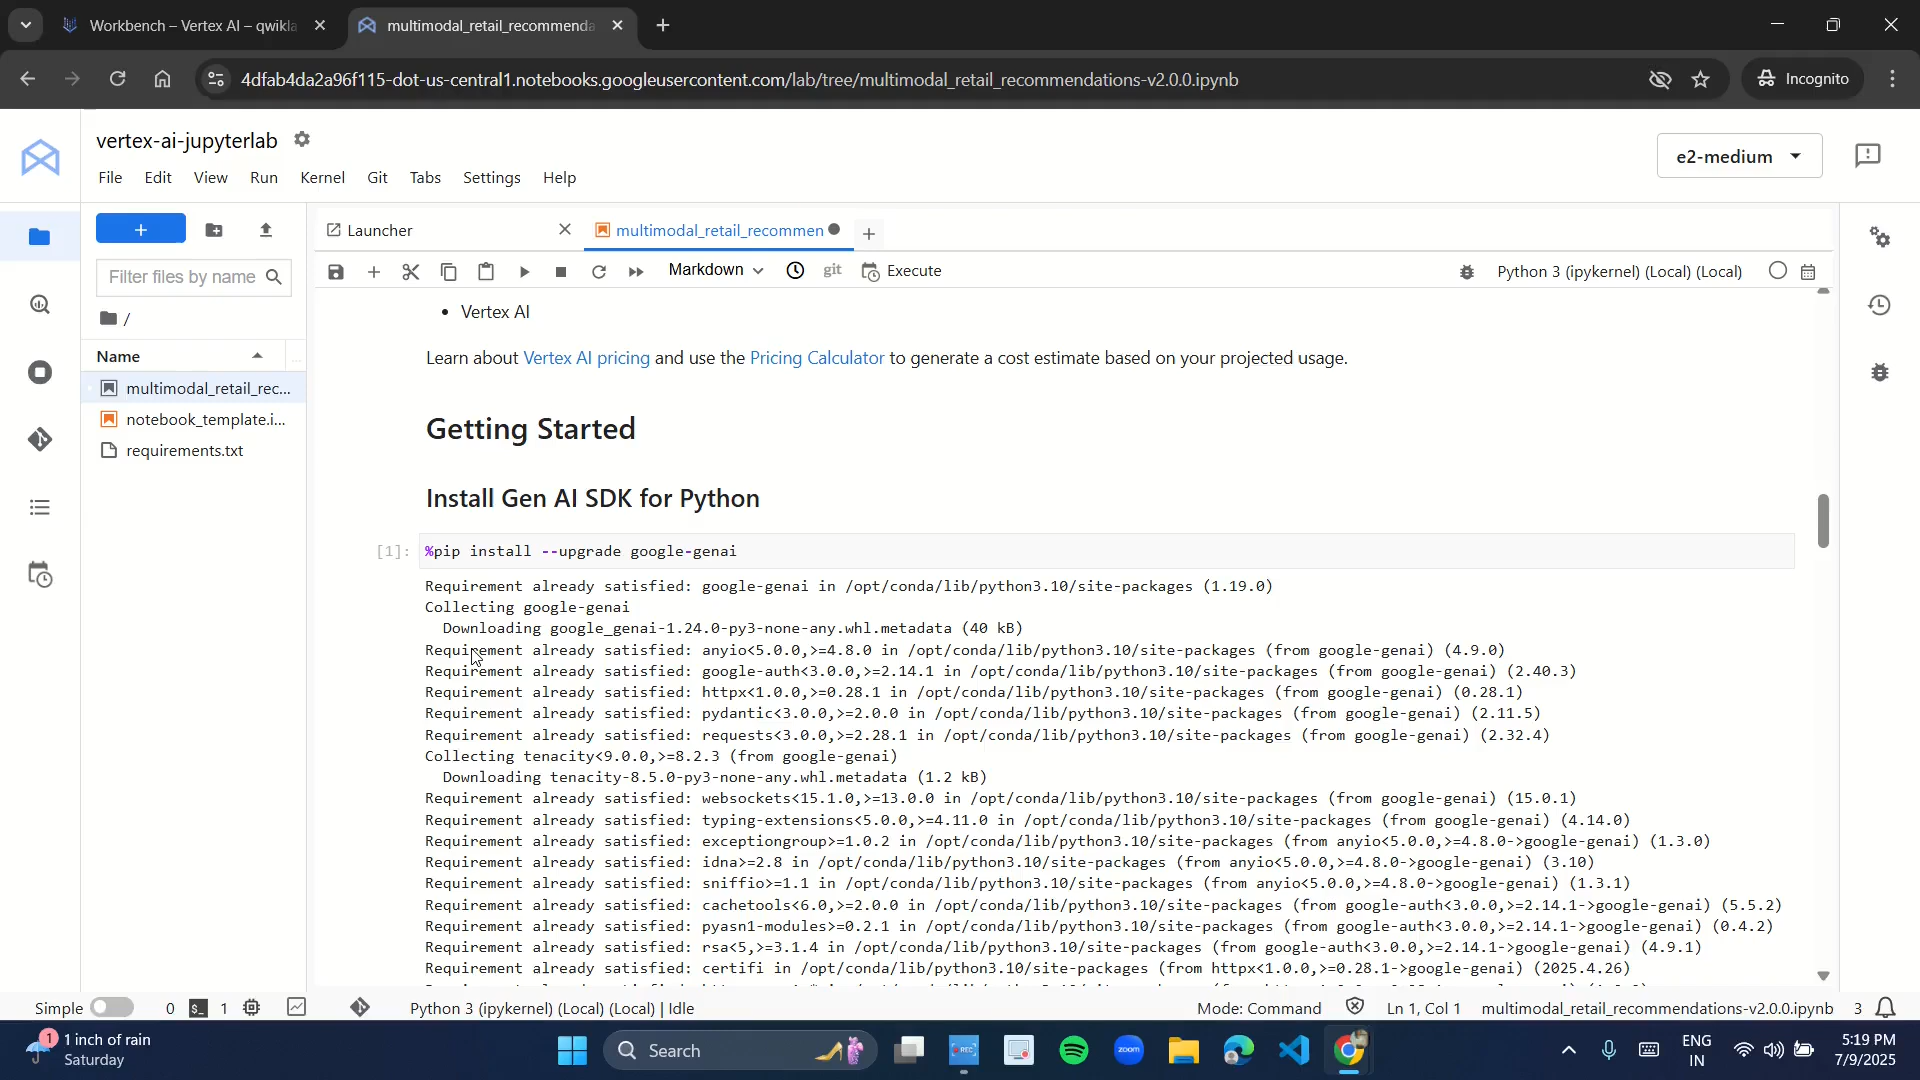 Workbench – Vertex AI – qwikla
multimodal_retail_recommenda
4dfab4da2a96f115-dot-us-central1.notebooks.googleusercontent.com/lab/tree/multimodal_retail_recommendations-v2.0.0.ipynb
Incognito
vertex-ai-jupyterlab
e2-medium
File Edit View Run Kernel Git Tabs Settings Help
Launcher
multimodal_retail_recommen
Filter files by name
Markdown
git
Execute
Python 3 (ipykernel) (Local) (Local)
/
Name
multimodal_retail_rec...
notebook_template.i...
requirements.txt
• Vertex AI
Learn about Vertex AI pricing and use the Pricing Calculator to generate a cost estimate based on your projected usage.
Getting Started
Install Gen AI SDK for Python
[1]: %pip install --upgrade google-genai
Requirement already satisfied: google-genai in /opt/conda/lib/python3.10/site-packages (1.19.0)
Collecting google-genai
Downloading google_genai-1.24.0-py3-none-any.whl.metadata (40 kB)
Requirement already satisfied: anyio<5.0.0,>=4.8.0 in /opt/conda/lib/python3.10/site-packages (from google-genai) (4.9.0)
Requirement already satisfied: google-auth<3.0.0,>=2.14.1 in /opt/conda/lib/python3.10/site-packages (from google-genai) (2.40.3)
Requirement already satisfied: httpx<1.0.0,>=0.28.1 in /opt/conda/lib/python3.10/site-packages (from google-genai) (0.28.1)
Requirement already satisfied: pydantic<3.0.0,>=2.0.0 in /opt/conda/lib/python3.10/site-packages (from google-genai) (2.11.5)
Requirement already satisfied: requests<3.0.0,>=2.28.1 in /opt/conda/lib/python3.10/site-packages (from google-genai) (2.32.4)
Collecting tenacity<9.0.0,>=8.2.3 (from google-genai)
Downloading tenacity-8.5.0-py3-none-any.whl.metadata (1.2 kB)
Requirement already satisfied: websockets<15.1.0,>=13.0.0 in /opt/conda/lib/python3.10/site-packages (from google-genai) (15.0.1)
Requirement already satisfied: typing-extensions<5.0.0,>=4.11.0 in /opt/conda/lib/python3.10/site-packages (from google-genai) (4.14.0)
Requirement already satisfied: exceptiongroup>=1.0.2 in /opt/conda/lib/python3.10/site-packages (from anyio<5.0.0,>=4.8.0->google-genai) (1.3.0)
Requirement already satisfied: idna>=2.8 in /opt/conda/lib/python3.10/site-packages (from anyio<5.0.0,>=4.8.0->google-genai) (3.10)
Requirement already satisfied: sniffio>=1.1 in /opt/conda/lib/python3.10/site-packages (from anyio<5.0.0,>=4.8.0->google-genai) (1.3.1)
Requirement already satisfied: cachetools<6.0,>=2.0.0 in /opt/conda/lib/python3.10/site-packages (from google-auth<3.0.0,>=2.14.1->google-genai) (5.5.2)
Requirement already satisfied: pyasn1-modules>=0.2.1 in /opt/conda/lib/python3.10/site-packages (from google-auth<3.0.0,>=2.14.1->google-genai) (0.4.2)
Requirement already satisfied: rsa<5,>=3.1.4 in /opt/conda/lib/python3.10/site-packages (from google-auth<3.0.0,>=2.14.1->google-genai) (4.9.1)
Requirement already satisfied: certifi in /opt/conda/lib/python3.10/site-packages (from httpx<1.0.0,>=0.28.1->google-genai) (2025.4.26)
Simple
0
1
Python 3 (ipykernel) (Local) (Local) | Idle
Mode: Command
Ln 1, Col 1
multimodal_retail_recommendations-v2.0.0.ipynb
3
1
1 inch of rain
Saturday
Search
REC
zoom
ENG
IN
5:19 PM
7/9/2025